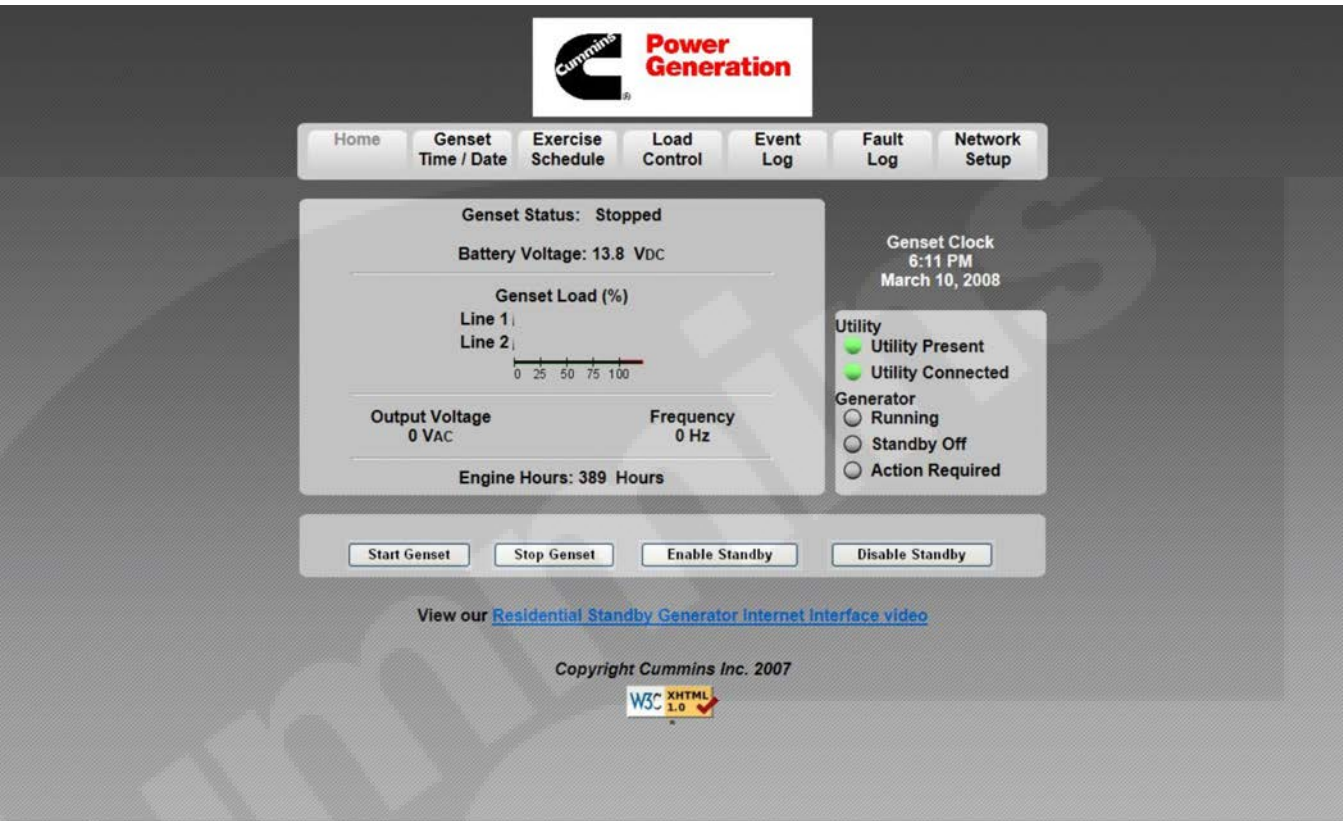 Cummins
®
Power
Generation
Home
Genset
Time / Date
Exercise
Schedule
Load
Control
Event
Log
Fault
Log
Network
Setup
Genset Status: Stopped
Battery Voltage: 13.8 VDC
Genset Load (%)
Line 1
Line 2
0 25 50 75 100
Output Voltage
0 VAC
Frequency
0 Hz
Engine Hours: 389 Hours
Genset Clock
6:11 PM
March 10, 2008
Utility
Utility Present
Utility Connected
Generator
Running
Standby Off
Action Required
Start Genset
Stop Genset
Enable Standby
Disable Standby
View our Residential Standby Generator Internet Interface video
Copyright Cummins Inc. 2007
W3C XHTML
1.0
ummins